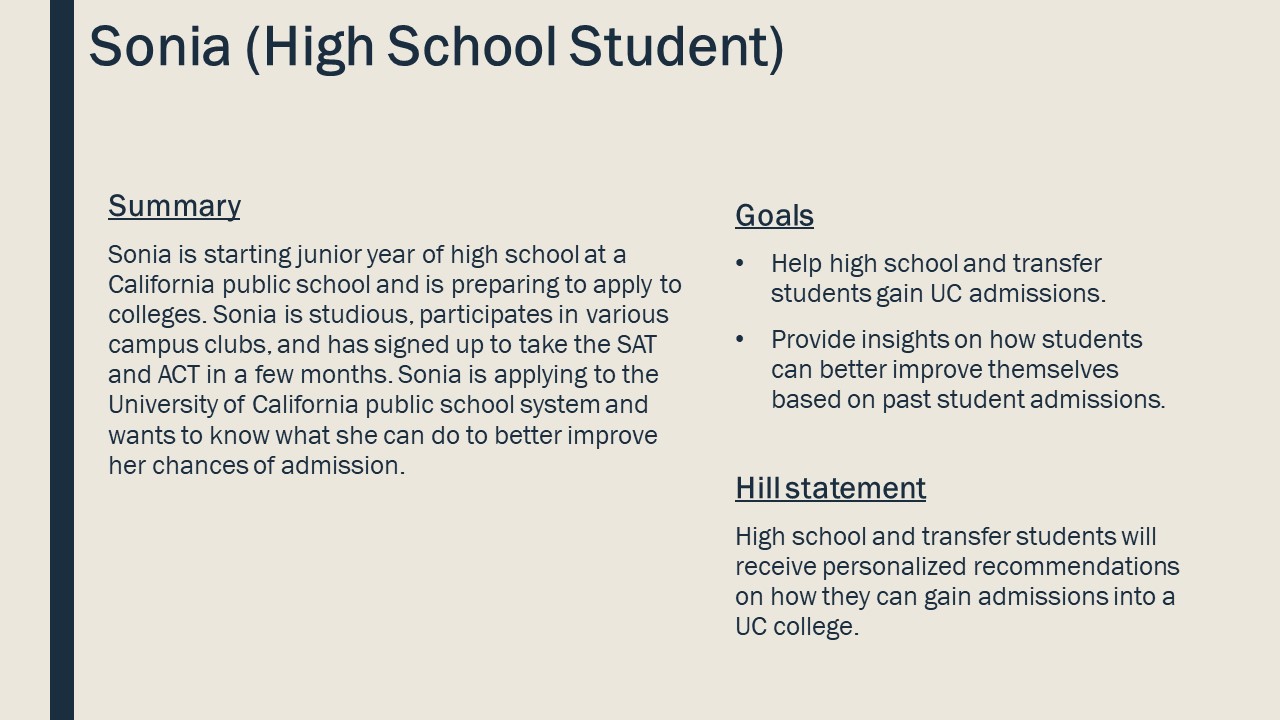 Sonia (High School Student)
Summary
Sonia is starting junior year of high school at a
California public school and is preparing to apply to
colleges. Sonia is studious, participates in various
campus clubs, and has signed up to take the SAT
and ACT in a few months. Sonia is applying to the
University of California public school system and
wants to know what she can do to better improve
her chances of admission.
Goals
• Help high school and transfer
students gain UC admissions.
• Provide insights on how students
can better improve themselves
based on past student admissions.
Hill statement
High school and transfer students will
receive personalized recommendations
on how they can gain admissions into a
UC college.